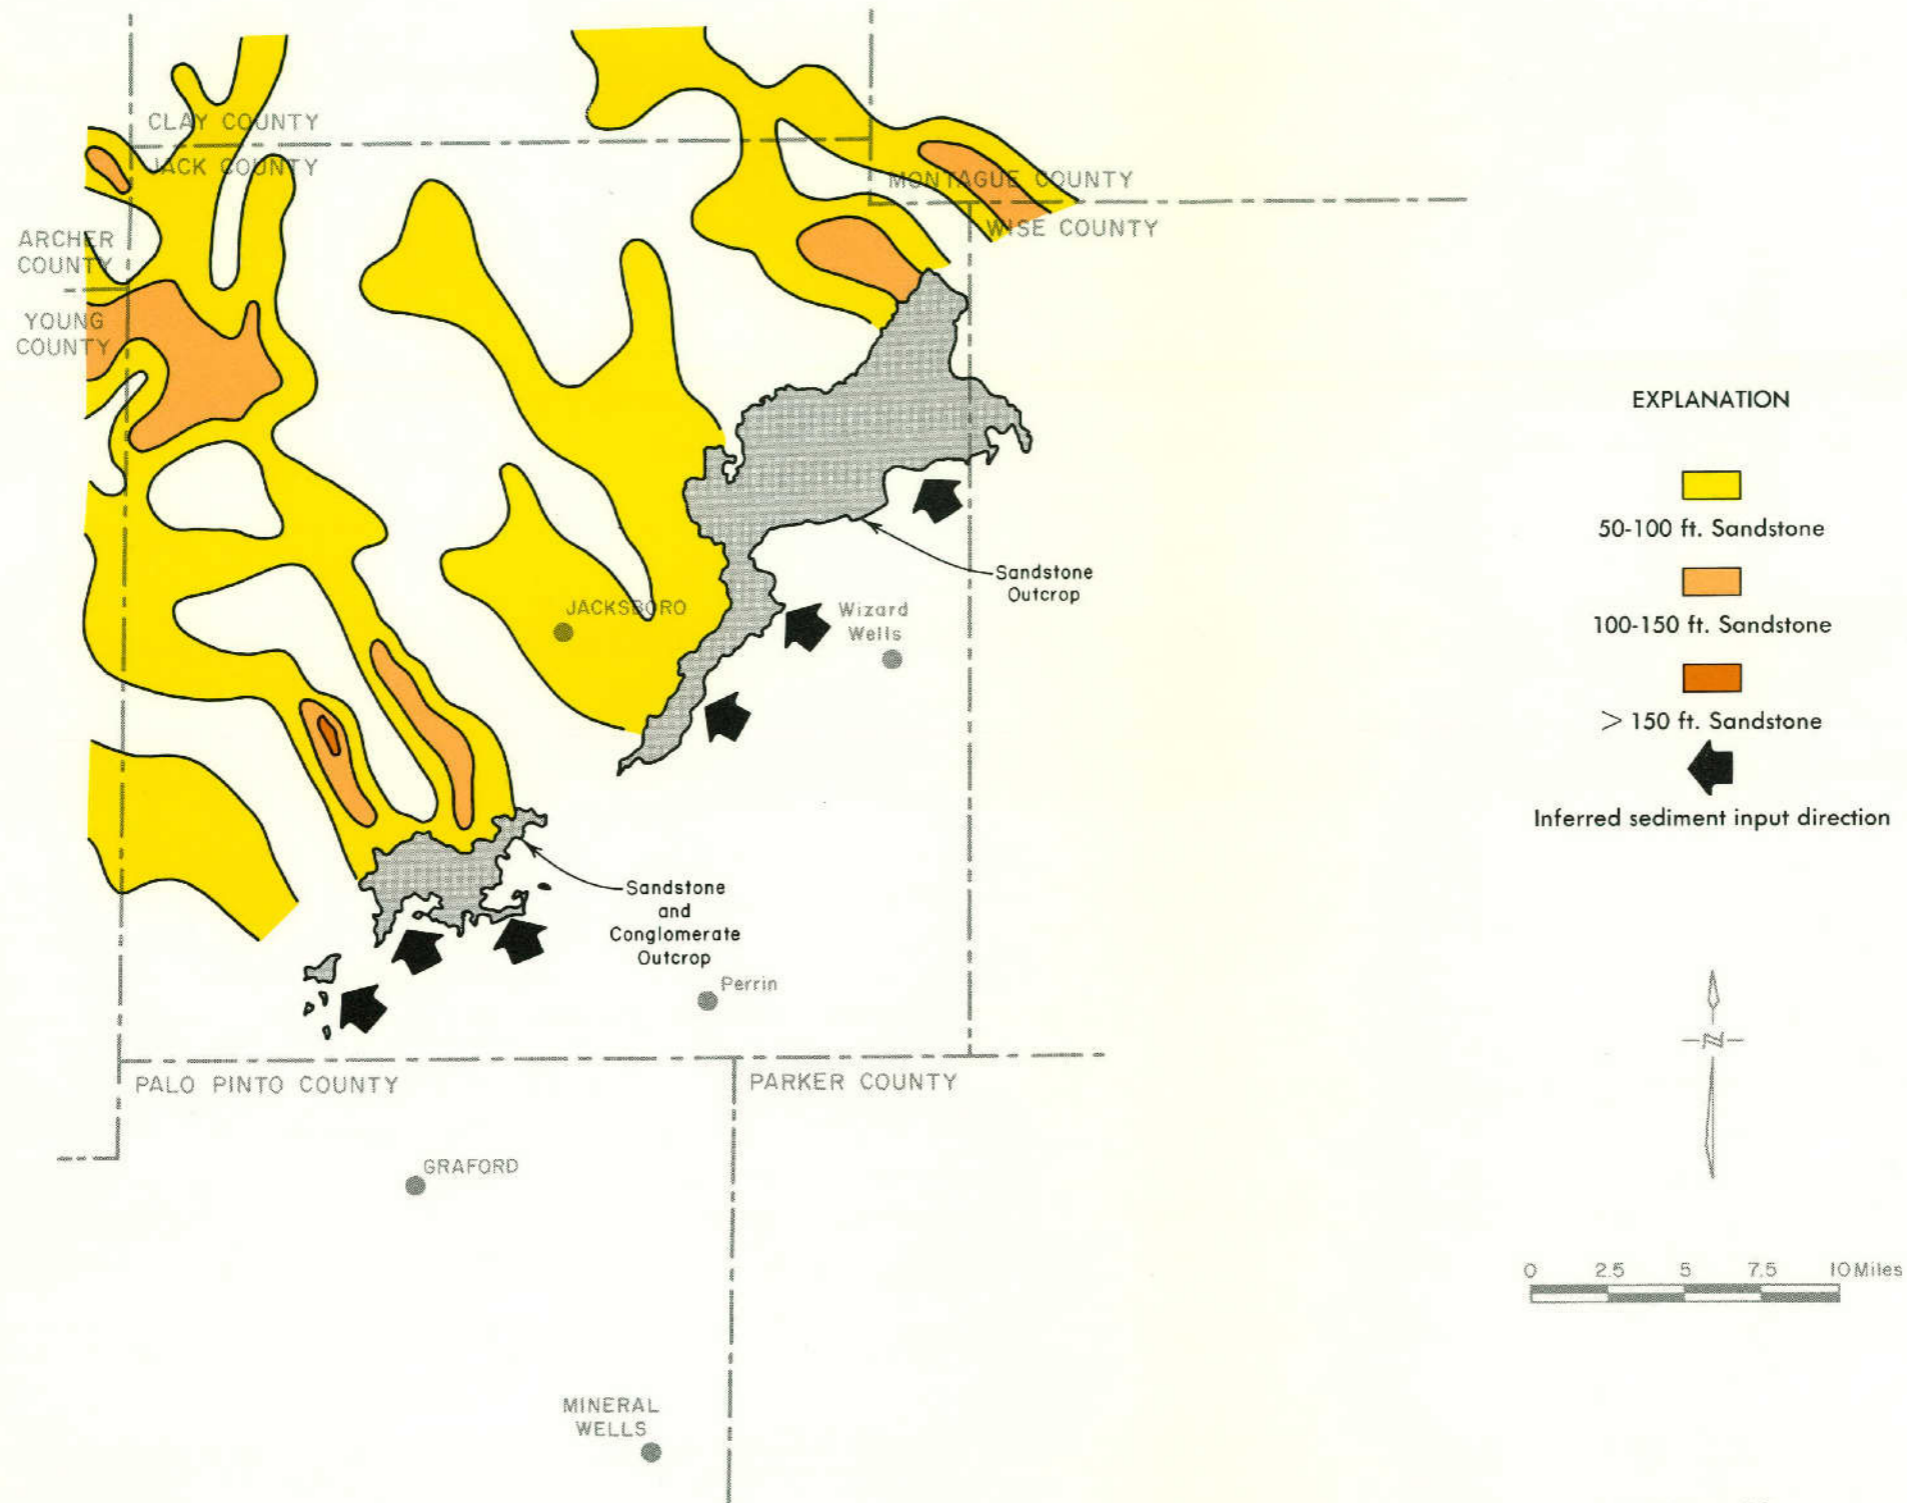 CLAY COUNTY
JACK COUNTY
MONTAGUE COUNTY
WISE COUNTY
ARCHER
COUNTY
YOUNG
COUNTY
EXPLANATION
50-100 ft. Sandstone
100-150 ft. Sandstone
> 150 ft. Sandstone
Inferred sediment input direction
Sandstone
Outcrop
JACKSBORO
Wizard
Wells
Sandstone
and
Conglomerate
Outcrop
Perrin
N
PALO PINTO COUNTY
PARKER COUNTY
GRAFORD
0 2.5 5 7.5 10 Miles
MINERAL
WELLS